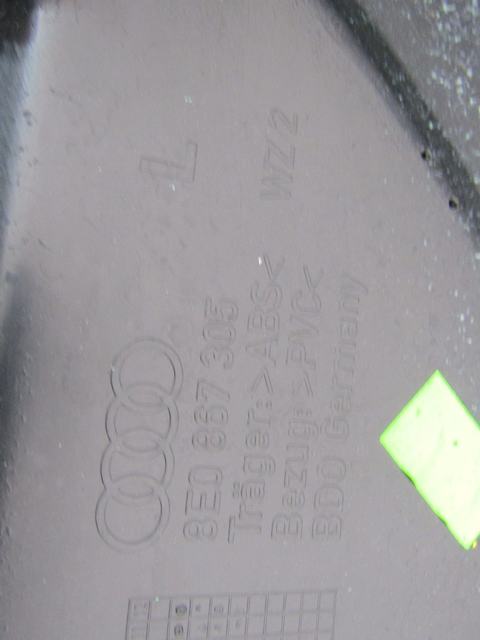 L
WZ 2
8E0 867 305
Träger:>ABS<
Bezug:>PVC<
BDO Germany